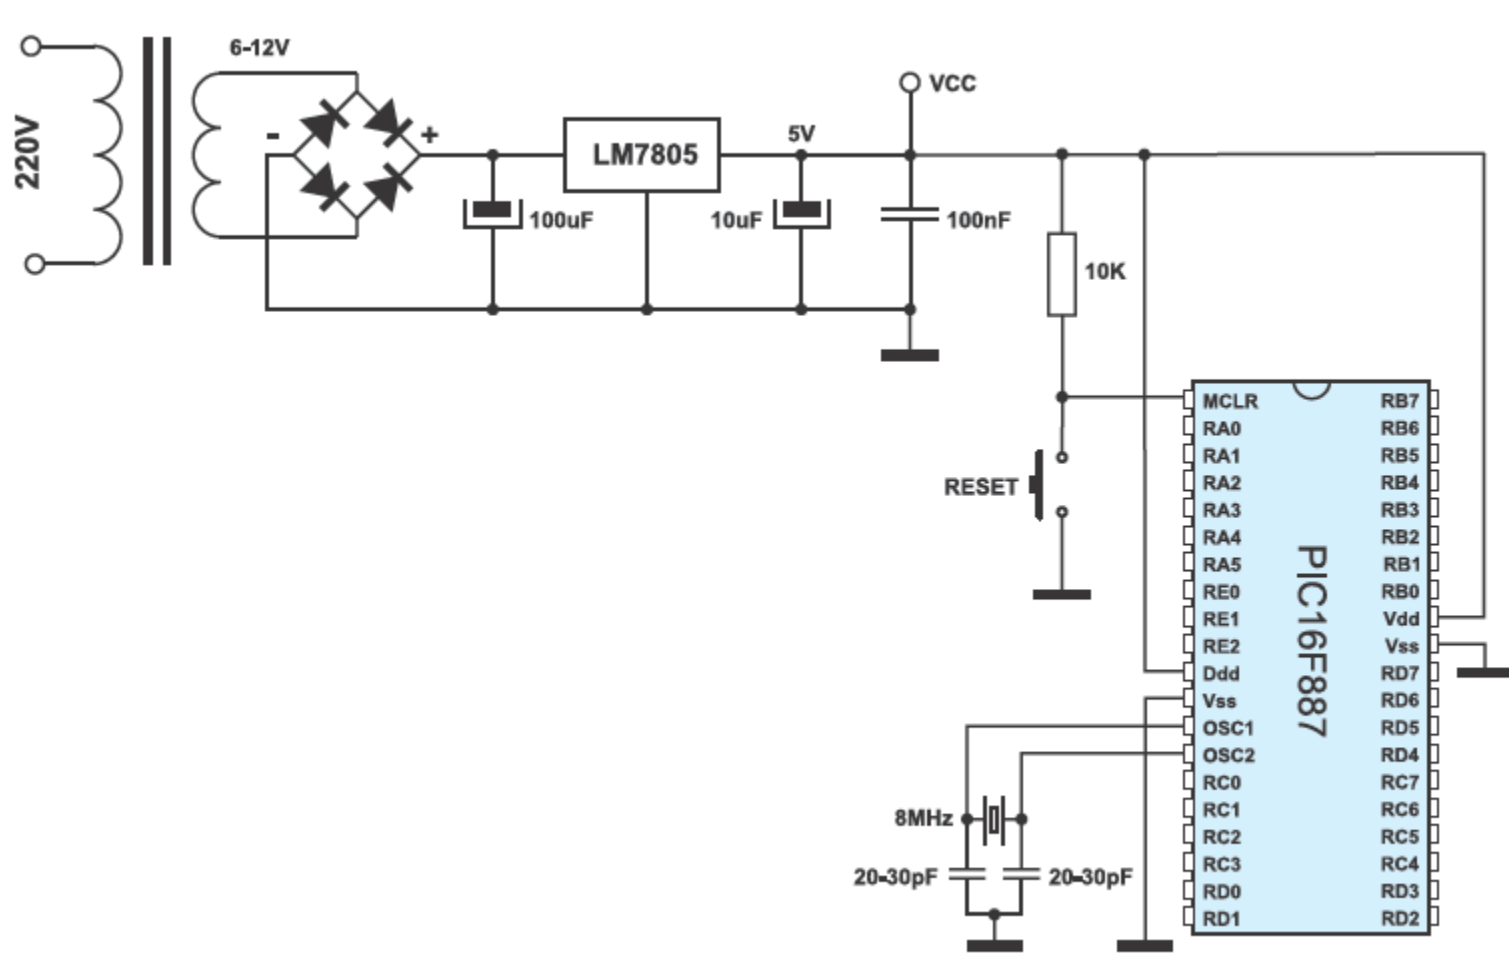 220V
6-12V
-
+
100uF
LM7805
5V
10uF
VCC
100nF
10K
RESET
8MHz
20-30pF
20-30pF
PIC16F887
MCLR
RA0
RA1
RA2
RA3
RA4
RA5
RE0
RE1
RE2
Ddd
Vss
OSC1
OSC2
RC0
RC1
RC2
RC3
RD0
RD1
RB7
RB6
RB5
RB4
RB3
RB2
RB1
RB0
Vdd
Vss
RD7
RD6
RD5
RD4
RC7
RC6
RC5
RC4
RD3
RD2